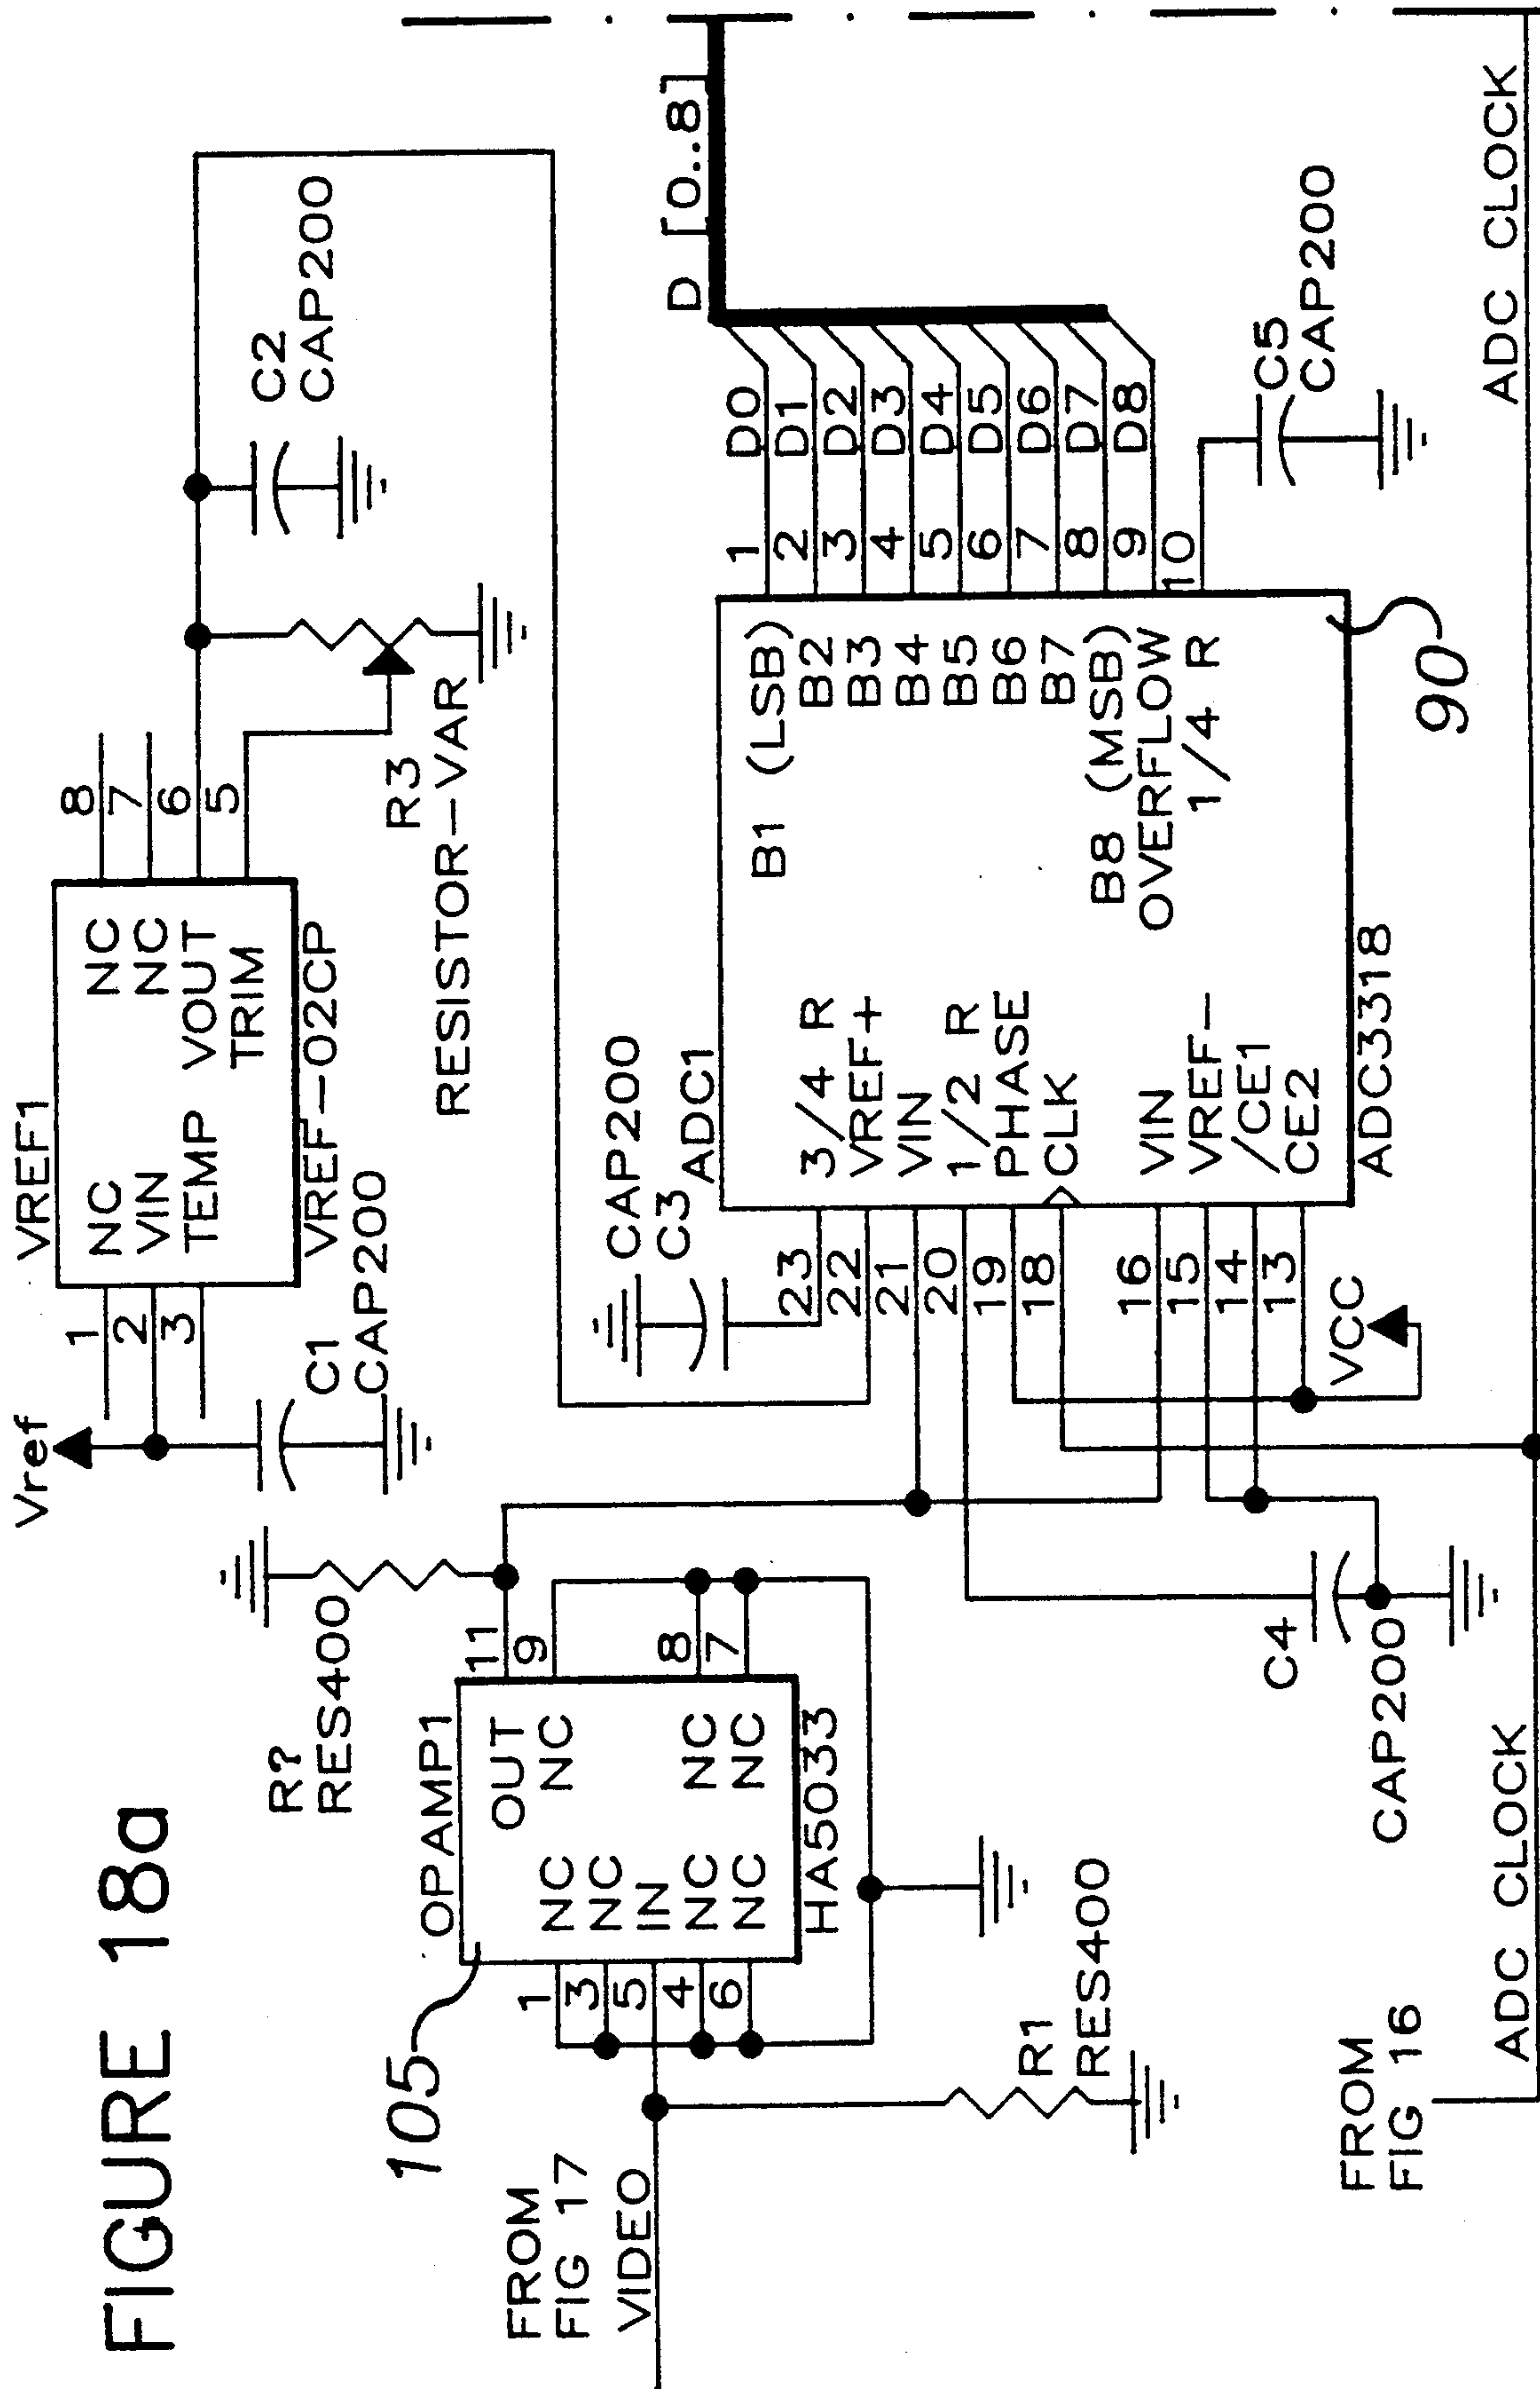 FIGURE 18a
Vref
VREF1
1
2
3
NC
VIN
TEMP
NC
NC
VOUT
TRIM
8
7
6
5
VREF-02CP
C1
CAP200
R3
RESISTOR-VAR
C2
CAP200
R?
RES400
105
OPAMP1
1
3
5
4
6
NC
NC
IN
NC
NC
OUT
NC
NC
NC
11
9
8
7
HA5033
FROM
FIG 17
VIDEO
R1
RES400
CAP200
C3
ADC1
23
22
21
20
19
18
16
15
14
13
3/4 R
VREF+
VIN
1/2 R
PHASE
CLK
VIN
VREF-
/CE1
CE2
B1 (LSB)
B2
B3
B4
B5
B6
B7
B8 (MSB)
OVERFLOW
1/4 R
1
2
3
4
5
6
7
8
9
10
D0
D1
D2
D3
D4
D5
D6
D7
D8
D [0..8]
ADC3318
90
C5
CAP200
VCC
C4
CAP200
FROM
FIG 16
ADC CLOCK
ADC CLOCK